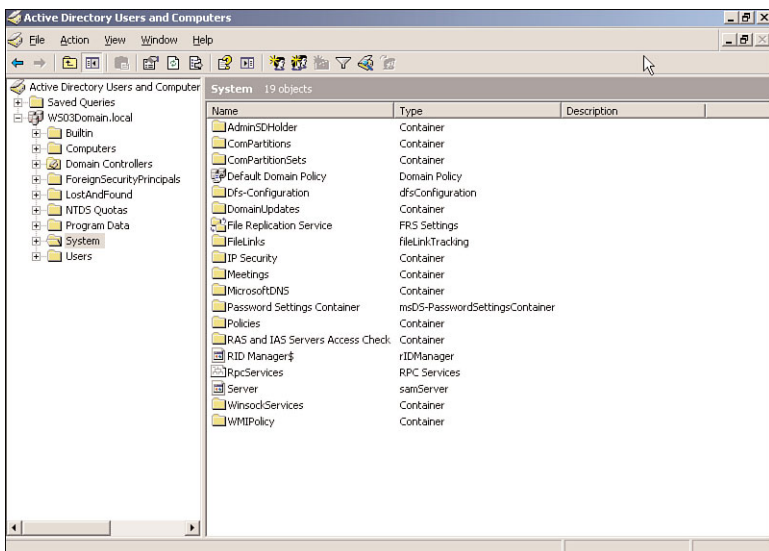 Active Directory Users and Computers
File Action View Window Help
Active Directory Users and Computer
Saved Queries
WS03Domain.local
Builtin
Computers
Domain Controllers
ForeignSecurityPrincipals
LostAndFound
NTDS Quotas
Program Data
System
Users
System 19 objects
Name Type Description
AdminSDHolder Container
ComPartitions Container
ComPartitionSets Container
Default Domain Policy Domain Policy
Dfs-Configuration dfsConfiguration
DomainUpdates Container
File Replication Service FRS Settings
FileLinks fileLinkTracking
IP Security Container
Meetings Container
MicrosoftDNS Container
Password Settings Container msDS-PasswordSettingsContainer
Policies Container
RAS and IAS Servers Access Check Container
RID Manager$ rIDManager
RpcServices RPC Services
Server samServer
WinsockServices Container
WMIPolicy Container